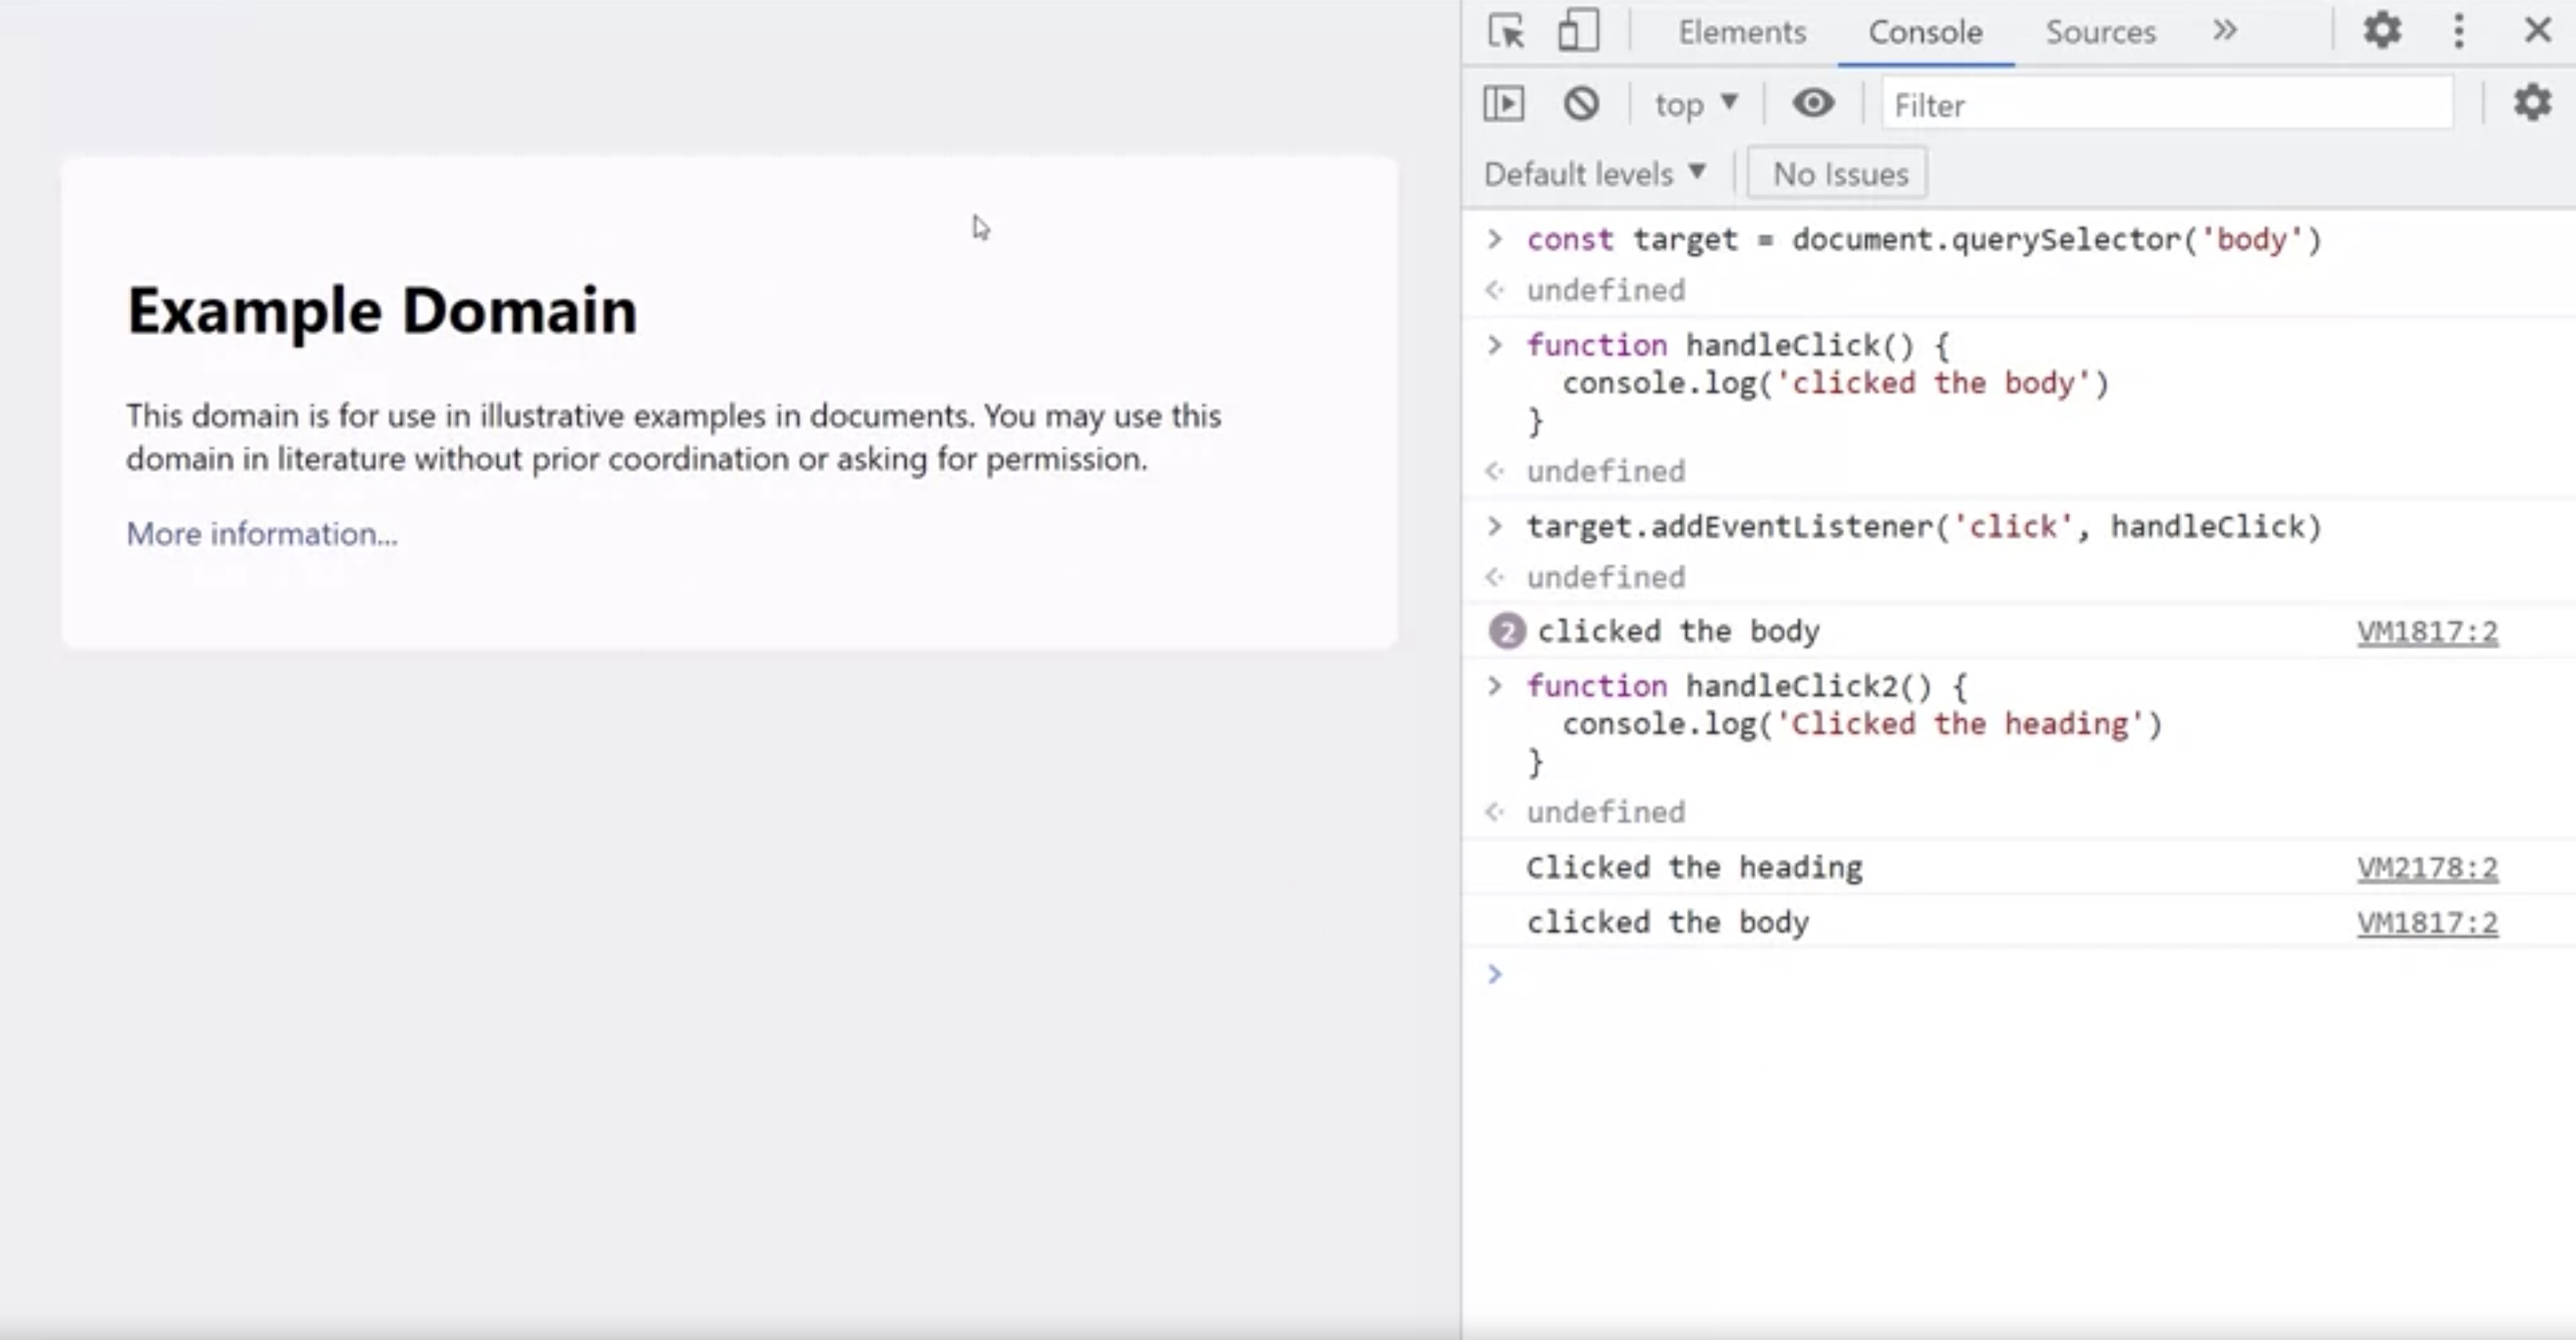 Example Domain
This domain is for use in illustrative examples in documents. You may use this
domain in literature without prior coordination or asking for permission.
More information...
Elements Console Sources »
top ▼ Filter
Default levels ▼ No Issues
> const target = document.querySelector('body')
<· undefined
> function handleClick() {
console.log('clicked the body')
}
<· undefined
> target.addEventListener('click', handleClick)
<· undefined
2 clicked the body VM1817:2
> function handleClick2() {
console.log('Clicked the heading')
}
<· undefined
Clicked the heading VM2178:2
clicked the body VM1817:2
>